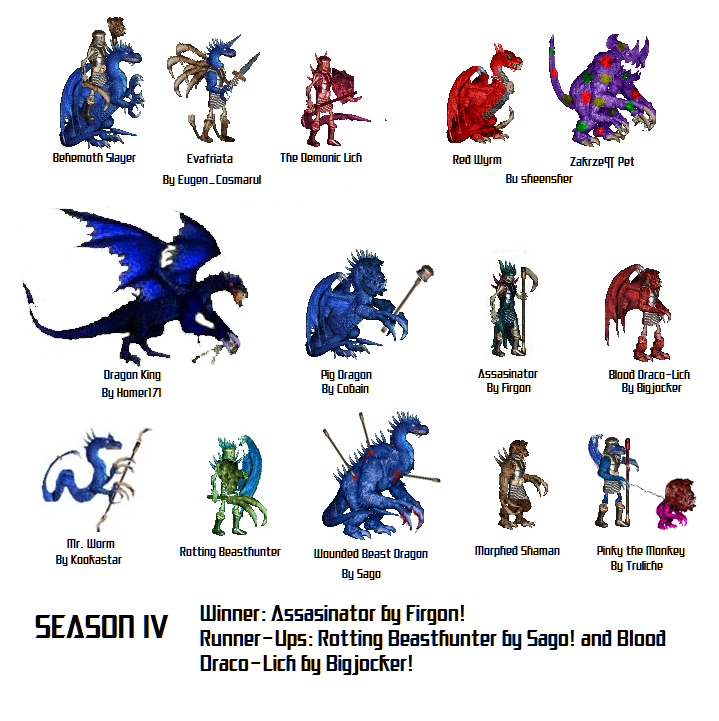 Behemoth Slayer
Evafriata
The Demonic Lich
Red Wyrm
Zakrzeqπ Pet
By Eugen_Cosmarul
Bu sheensher
Dragon King
Pig Dragon
Assasinator
Blood Draco-Lich
By Homer171
By Cobain
By Firgon
By Bigjocker
Mr. Worm
Rotting Beasthunter
Wounded Beast Dragon
Morphed Shaman
Pinky the Monkey
By Kookastar
By Sago
By Truliche
SEASON IV
Winner: Assasinator by Firgon!
Runner-Ups: Rotting Beasthunter by Sago! and Blood
Draco-Lich by Bigjocker!